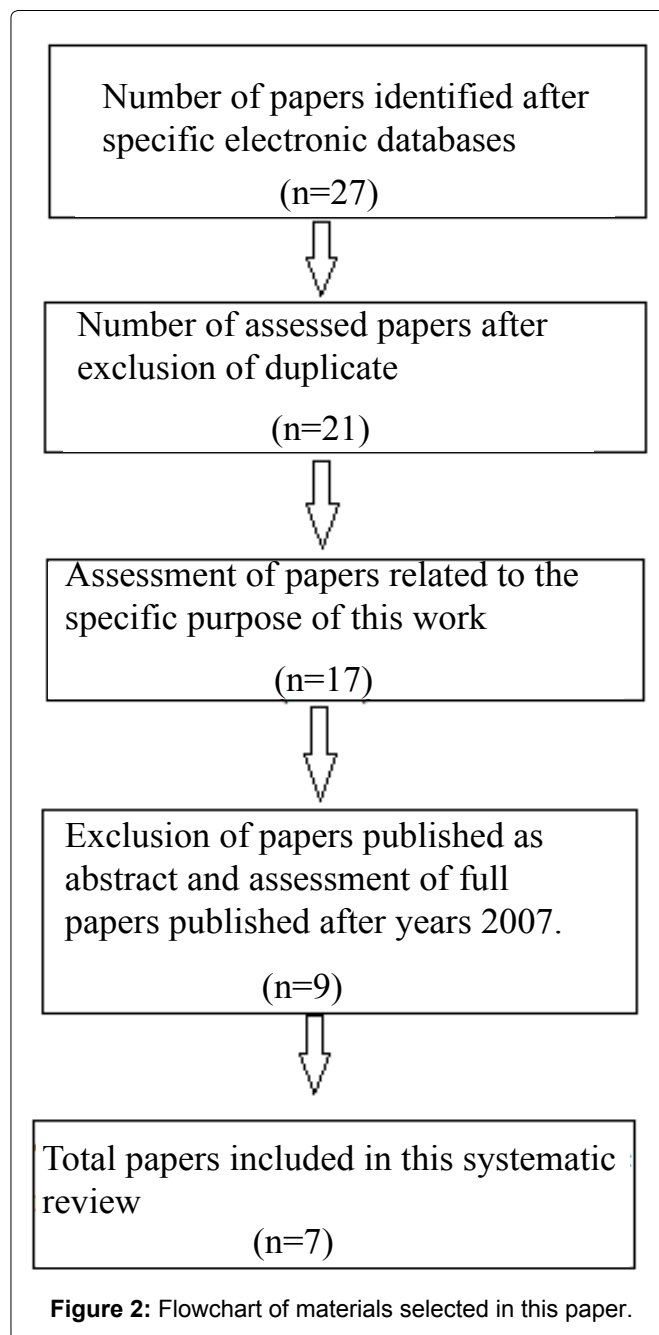 Number of papers identified after
specific electronic databases
(n=27)
Number of assessed papers after
exclusion of duplicate
(n=21)
Assessment of papers related to the
specific purpose of this work
(n=17)
Exclusion of papers published as
abstract and assessment of full
papers published after years 2007.
(n=9)
Total papers included in this systematic
review
(n=7)
Figure 2: Flowchart of materials selected in this paper.